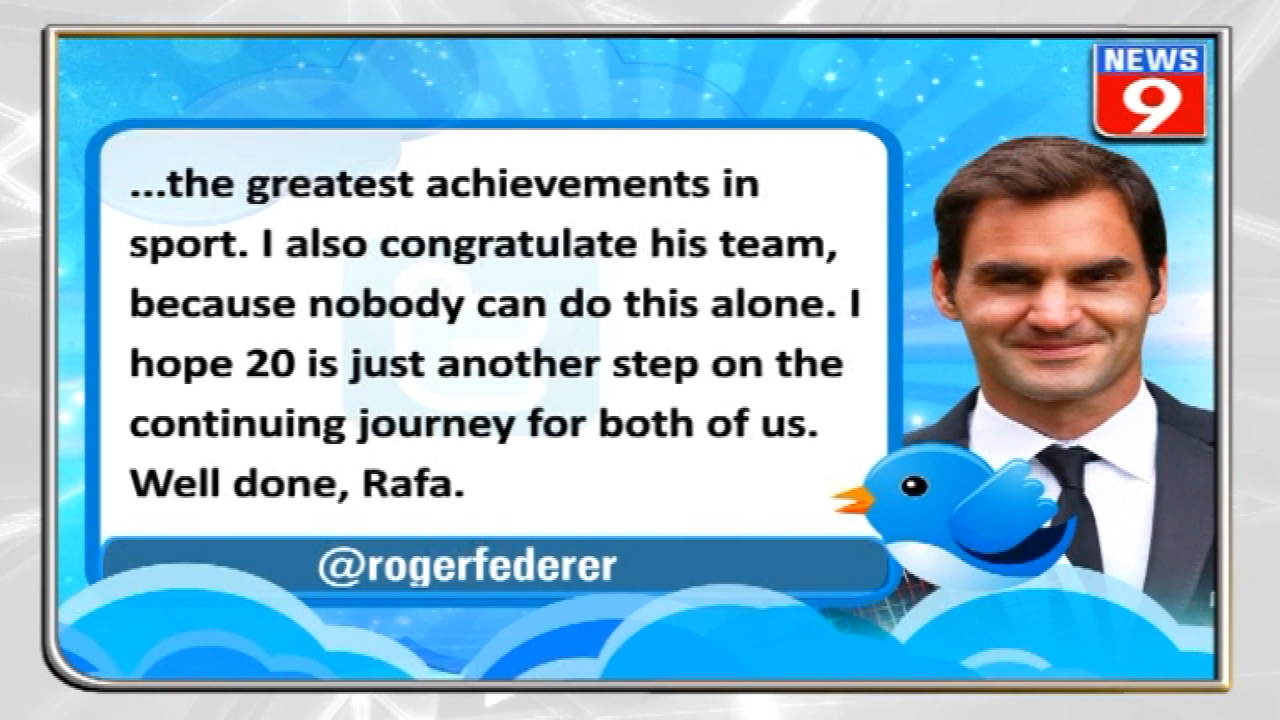 NEWS
9
...the greatest achievements in
sport. I also congratulate his team,
because nobody can do this alone. I
hope 20 is just another step on the
continuing journey for both of us.
Well done, Rafa.
@rogerfederer